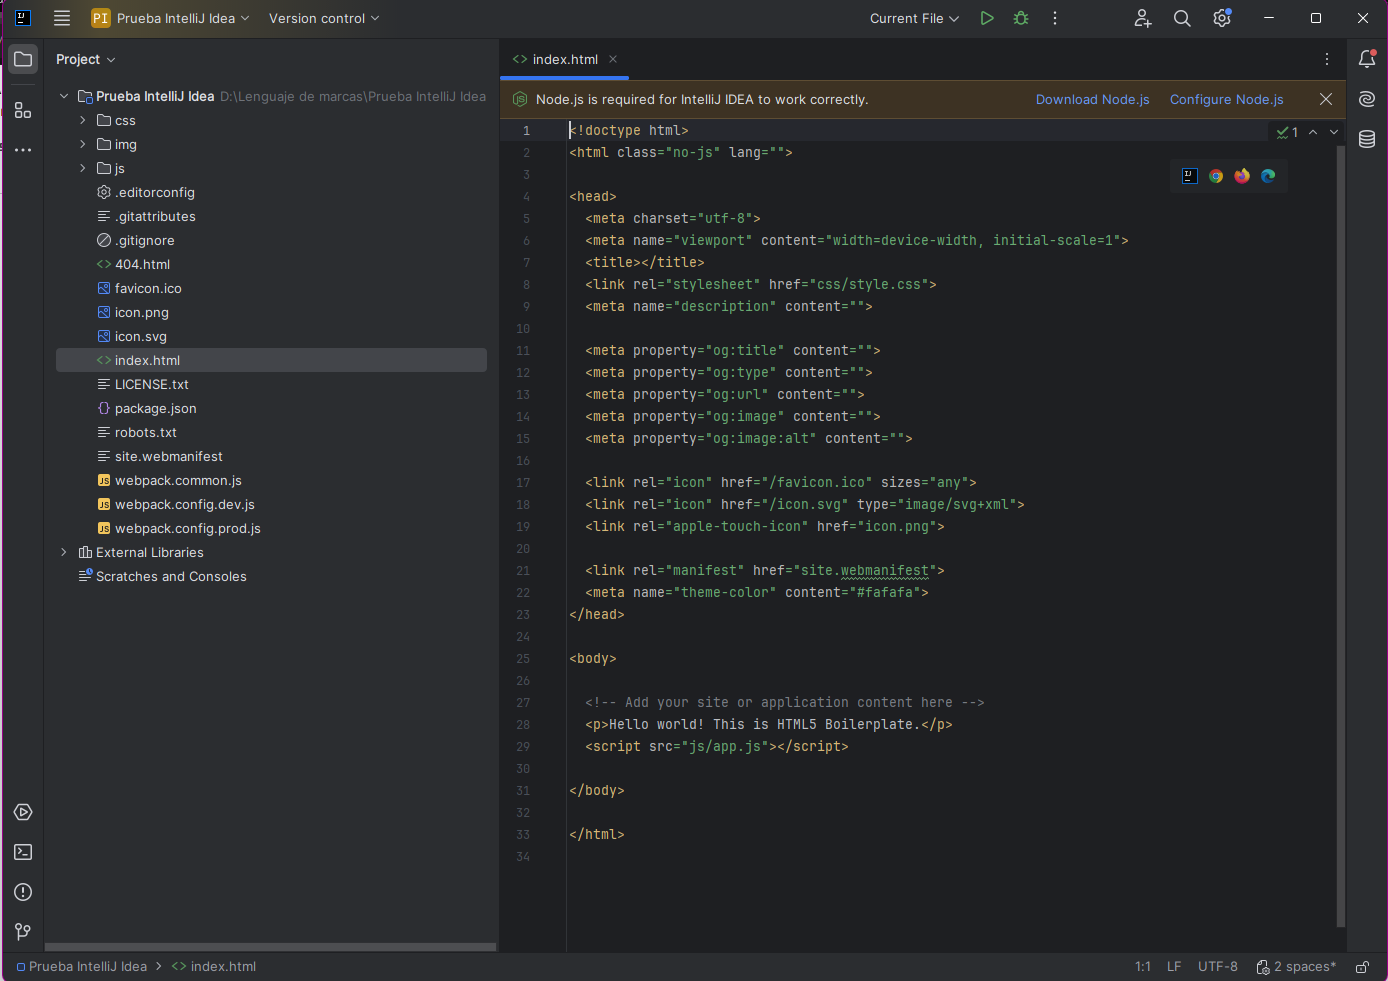 PI Prueba IntelliJ Idea Version control Current File
Project
index.html
Prueba IntelliJ Idea D:\Lenguaje de marcas\Prueba IntelliJ Idea
css
img
js
.editorconfig
.gitattributes
.gitignore
404.html
favicon.ico
icon.png
icon.svg
index.html
LICENSE.txt
package.json
robots.txt
site.webmanifest
webpack.common.js
webpack.config.dev.js
webpack.config.prod.js
External Libraries
Scratches and Consoles
Node.js is required for IntelliJ IDEA to work correctly. Download Node.js Configure Node.js
1
1 <!doctype html>
2 <html class="no-js" lang="">
3
4 <head>
5 <meta charset="utf-8">
6 <meta name="viewport" content="width=device-width, initial-scale=1">
7 <title></title>
8 <link rel="stylesheet" href="css/style.css">
9 <meta name="description" content="">
10
11 <meta property="og:title" content="">
12 <meta property="og:type" content="">
13 <meta property="og:url" content="">
14 <meta property="og:image" content="">
15 <meta property="og:image:alt" content="">
16
17 <link rel="icon" href="/favicon.ico" sizes="any">
18 <link rel="icon" href="/icon.svg" type="image/svg+xml">
19 <link rel="apple-touch-icon" href="icon.png">
20
21 <link rel="manifest" href="site.webmanifest">
22 <meta name="theme-color" content="#fafafa">
23 </head>
24
25 <body>
26
27 <!-- Add your site or application content here -->
28 <p>Hello world! This is HTML5 Boilerplate.</p>
29 <script src="js/app.js"></script>
30
31 </body>
32
33 </html>
34
Prueba IntelliJ Idea > index.html 1:1 LF UTF-8 2 spaces*